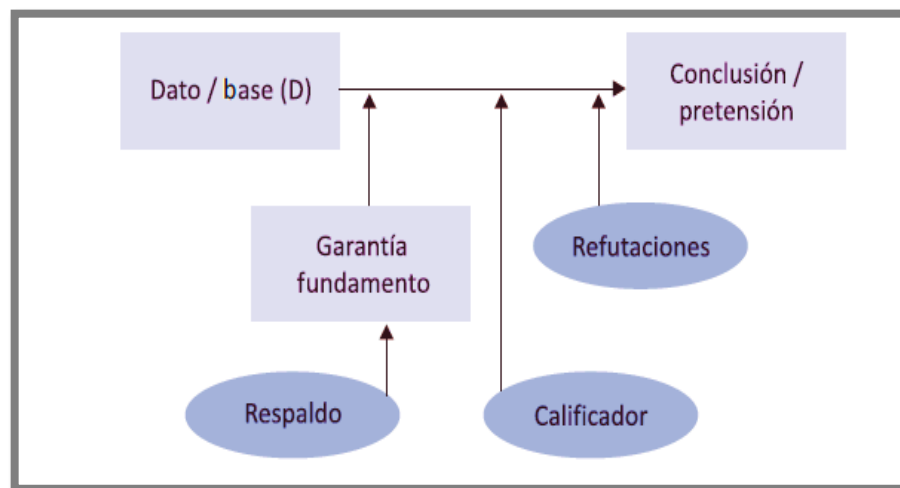 Dato / base (D)
Conclusión /
pretensión
Garantía
fundamento
Refutaciones
Respaldo
Calificador